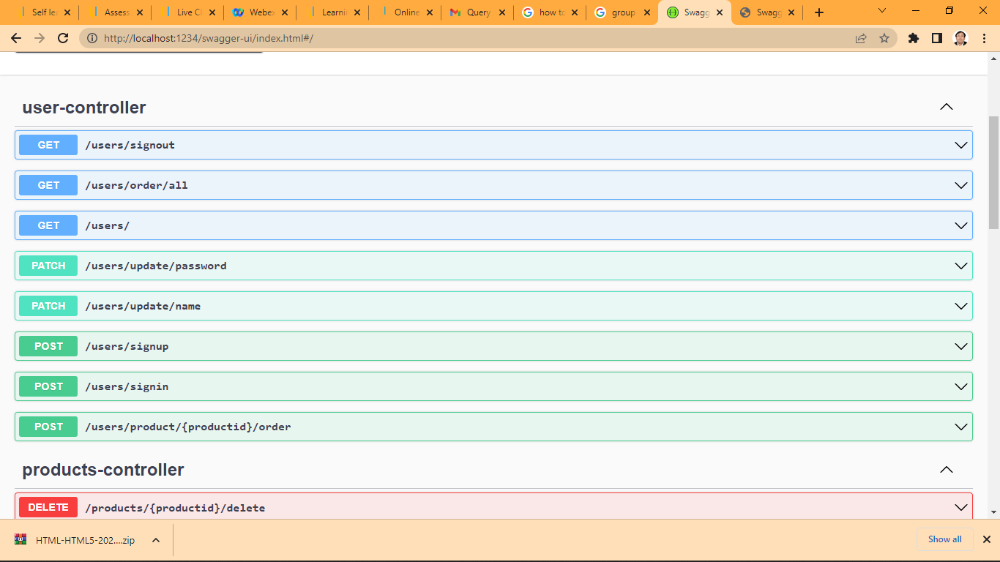 Self le
Assess
Live Cl
Webex
Learnin
Online
Query
how to
group
Swagg
Swagg
http://localhost:1234/swagger-ui/index.html#/
user-controller
GET /users/signout
GET /users/order/all
GET /users/
PATCH /users/update/password
PATCH /users/update/name
POST /users/signup
POST /users/signin
POST /users/product/{productid}/order
products-controller
DELETE /products/{productid}/delete
HTML-HTML5-202....zip
Show all